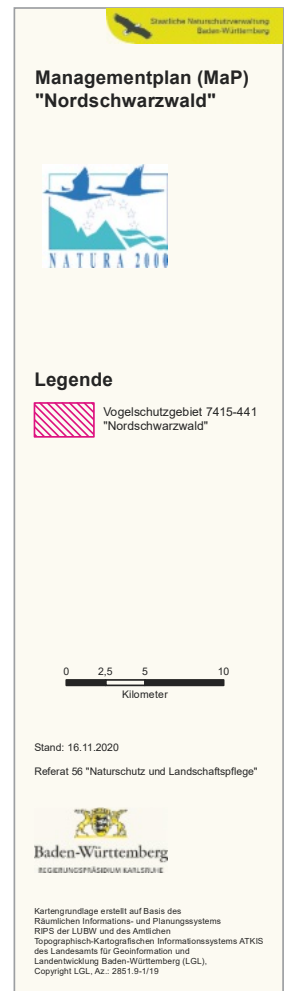 Staatliche Naturschutzverwaltung
Baden-Württemberg
Managementplan (MaP)
"Nordschwarzwald"
NATURA 2000
Legende
Vogelschutzgebiet 7415-441
"Nordschwarzwald"
0 2,5 5 10
Kilometer
Stand: 16.11.2020
Referat 56 "Naturschutz und Landschaftspflege"
Baden-Württemberg
REGIERUNGSPRÄSIDIUM KARLSRUHE
Kartengrundlage erstellt auf Basis des
Räumlichen Informations- und Planungssystems
RIPS der LUBW und des Amtlichen
Topographisch-Kartografischen Informationssystems ATKIS
des Landesamts für Geoinformation und
Landentwicklung Baden-Württemberg (LGL),
Copyright LGL, Az.: 2851.9-1/19